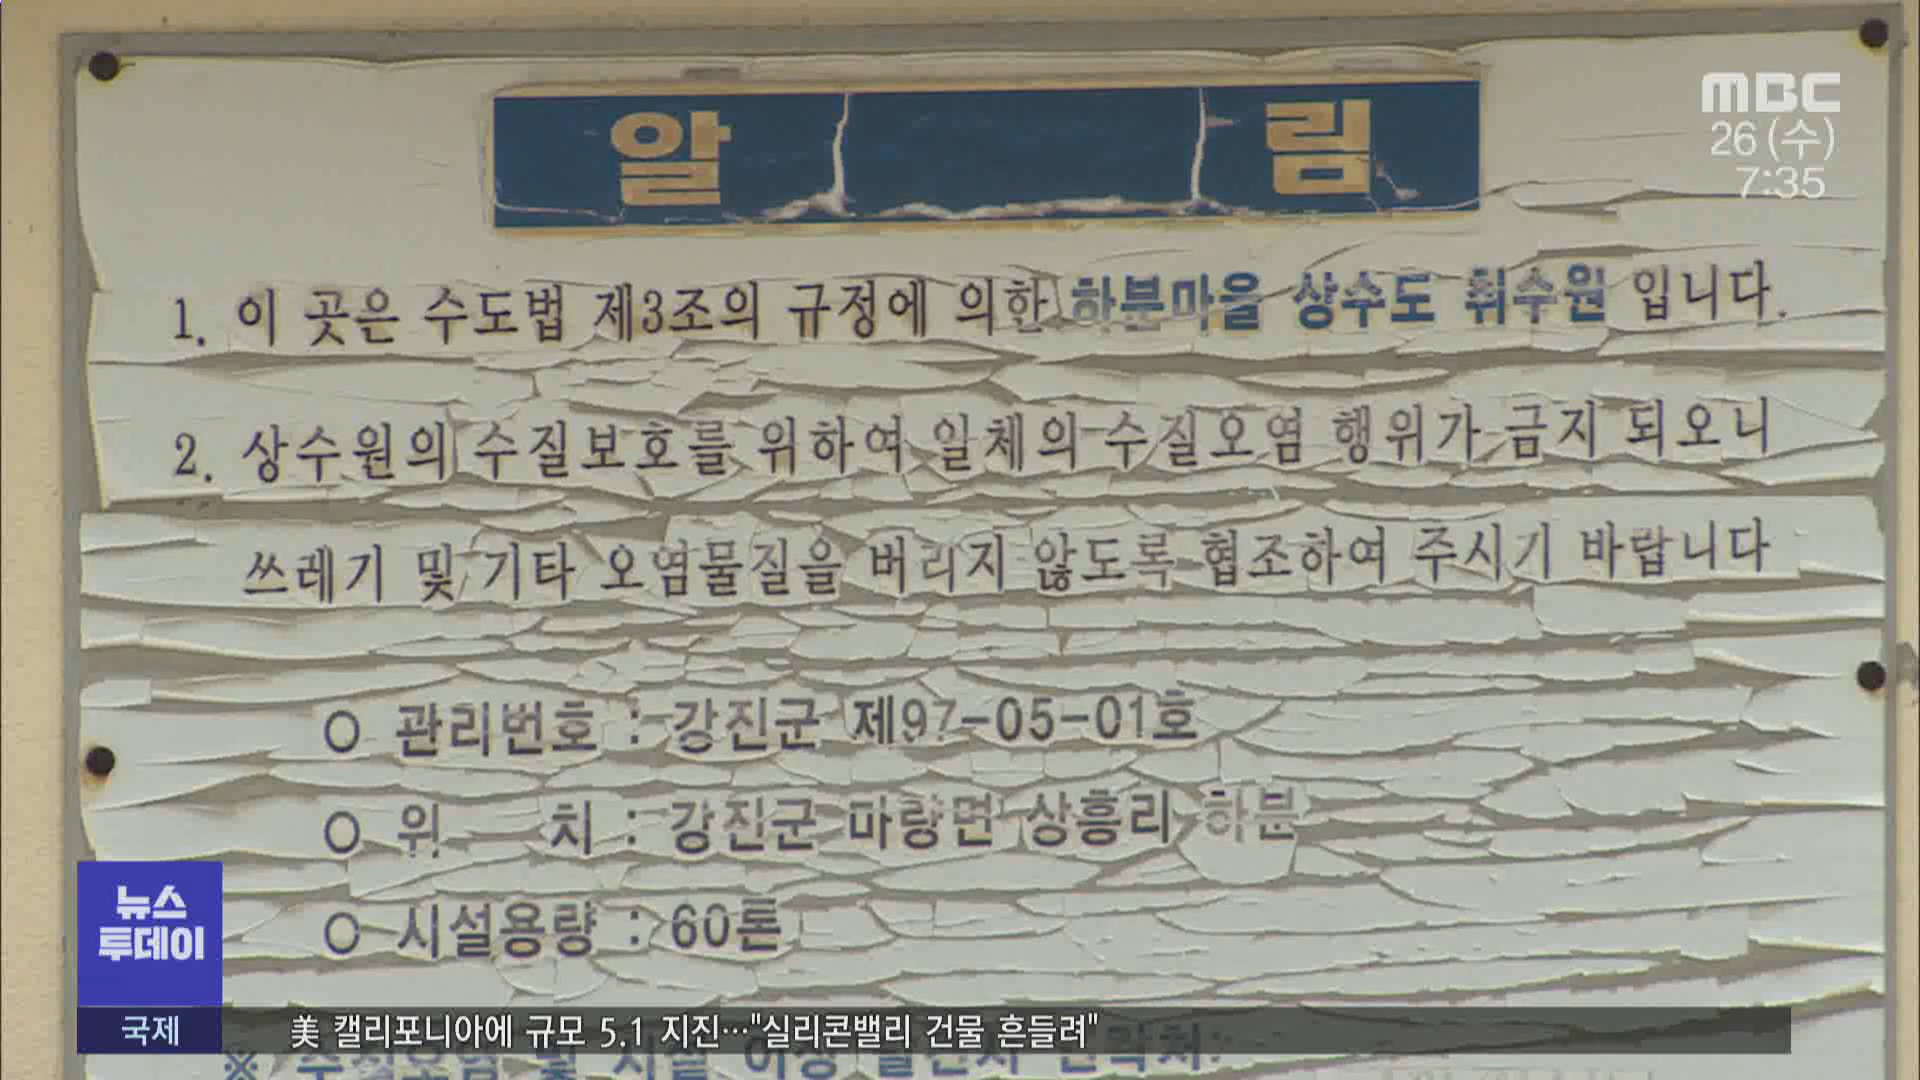 알 림
MBC
26 (수)
7:35
1. 이 곳은 수도법 제3조의 규정에 의한 하분마을 상수도 취수원 입니다.
2. 상수원의 수질보호를 위하여 일체의 수질오염 행위가 금지 되오니
쓰레기 및 기타 오염물질을 버리지 않도록 협조하여 주시기 바랍니다
O 관리번호 : 강진군 제97-05-01호
O 위 치 : 강진군 마량면 상흥리 하분
O 시설용량 : 60톤
뉴스
투데이
국제
美 캘리포니아에 규모 5.1 지진…"실리콘밸리 건물 흔들려"
※ 수질오염 및 시설